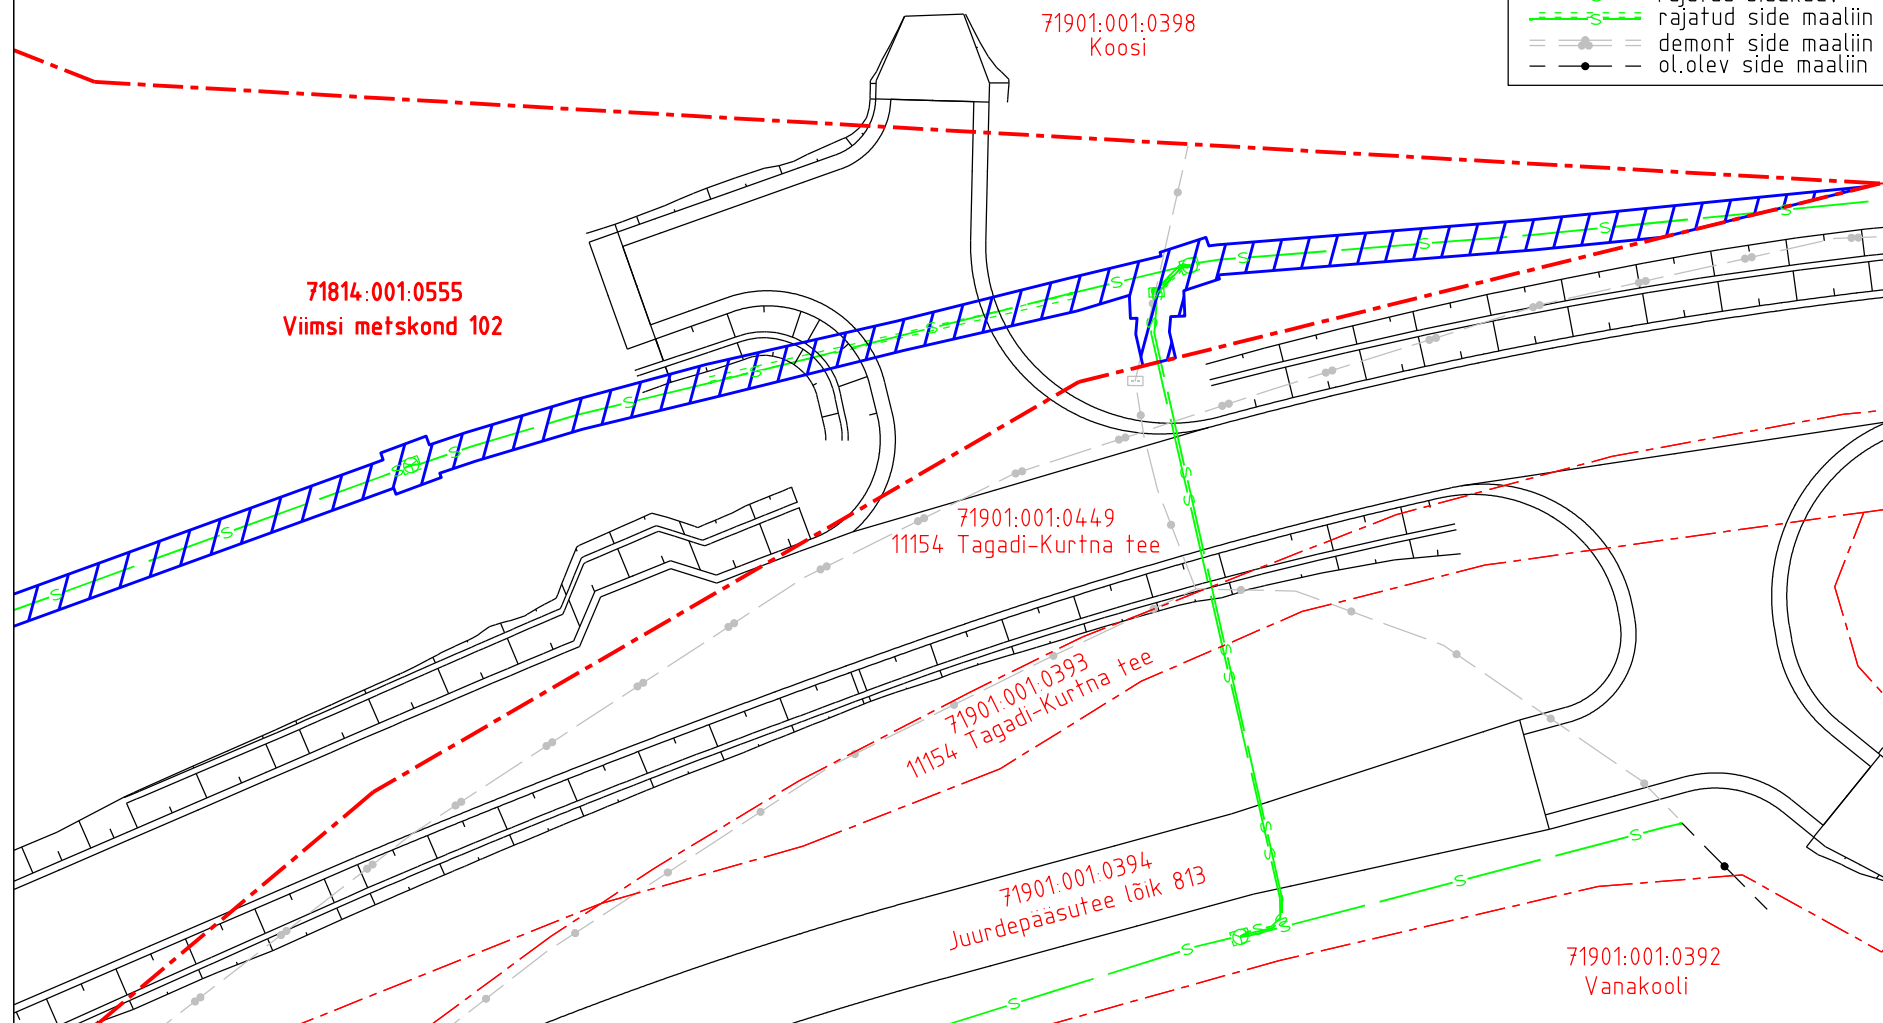 71901:001:0398
Koosi
rajatud side maaliin
demont side maaliin
ol.olev side maaliin
71814:001:0555
Viimsi metskond 102
71901:001:0449
11154 Tagadi-Kurtna tee
71901:001:0393
11154 Tagadi-Kurtna tee
71901:001:0394
Juurdepääsutee lõik 813
71901:001:0392
Vanakooli